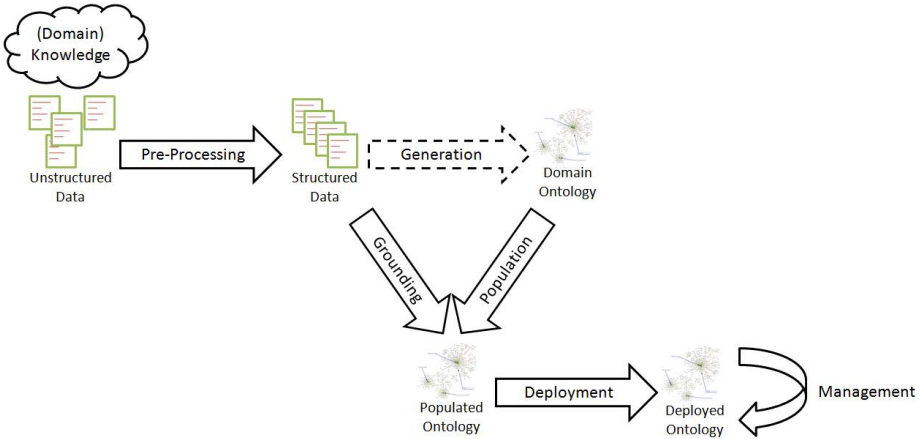 (Domain)
Knowledge
Pre-Processing
Generation
Unstructured
Data
Structured
Data
Domain
Ontology
Grounding
Population
Populated
Ontology
Deployment
Deployed
Ontology
Management